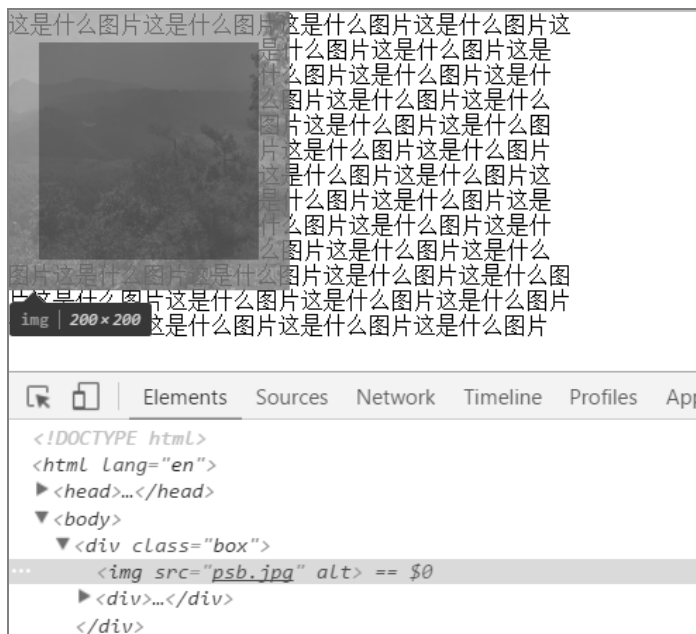 这是什么图片这是什么图片这是什么图片这是什么图片这
是什么图片这是什么图片这是
什么图片这是什么图片这是什
么图片这是什么图片这是什么
图片这是什么图片这是什么图
片这是什么图片这是什么图片
这是什么图片这是什么图片这
是什么图片这是什么图片这是
什么图片这是什么图片这是什
么图片这是什么图片这是什么
图片这是什么图片这是什么图片这是什么图片这是什么图
片这是什么图片这是什么图片这是什么图片这是什么图片
img 200 × 200 这是什么图片这是什么图片这是什么图片
Elements Sources Network Timeline Profiles
<!DOCTYPE html>
<html lang="en">
<head>…</head>
<body>
<div class="box">
<img src="psb.jpg" alt> == $0
<div>…</div>
</div>